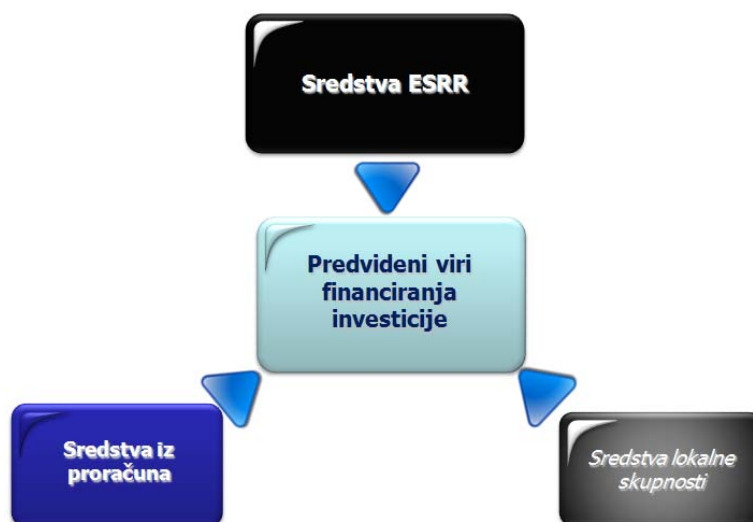 Sredstva ESRR
Predvideni viri
financiranja
investicije
Sredstva iz
proračuna
Sredstva lokalne
skupnosti